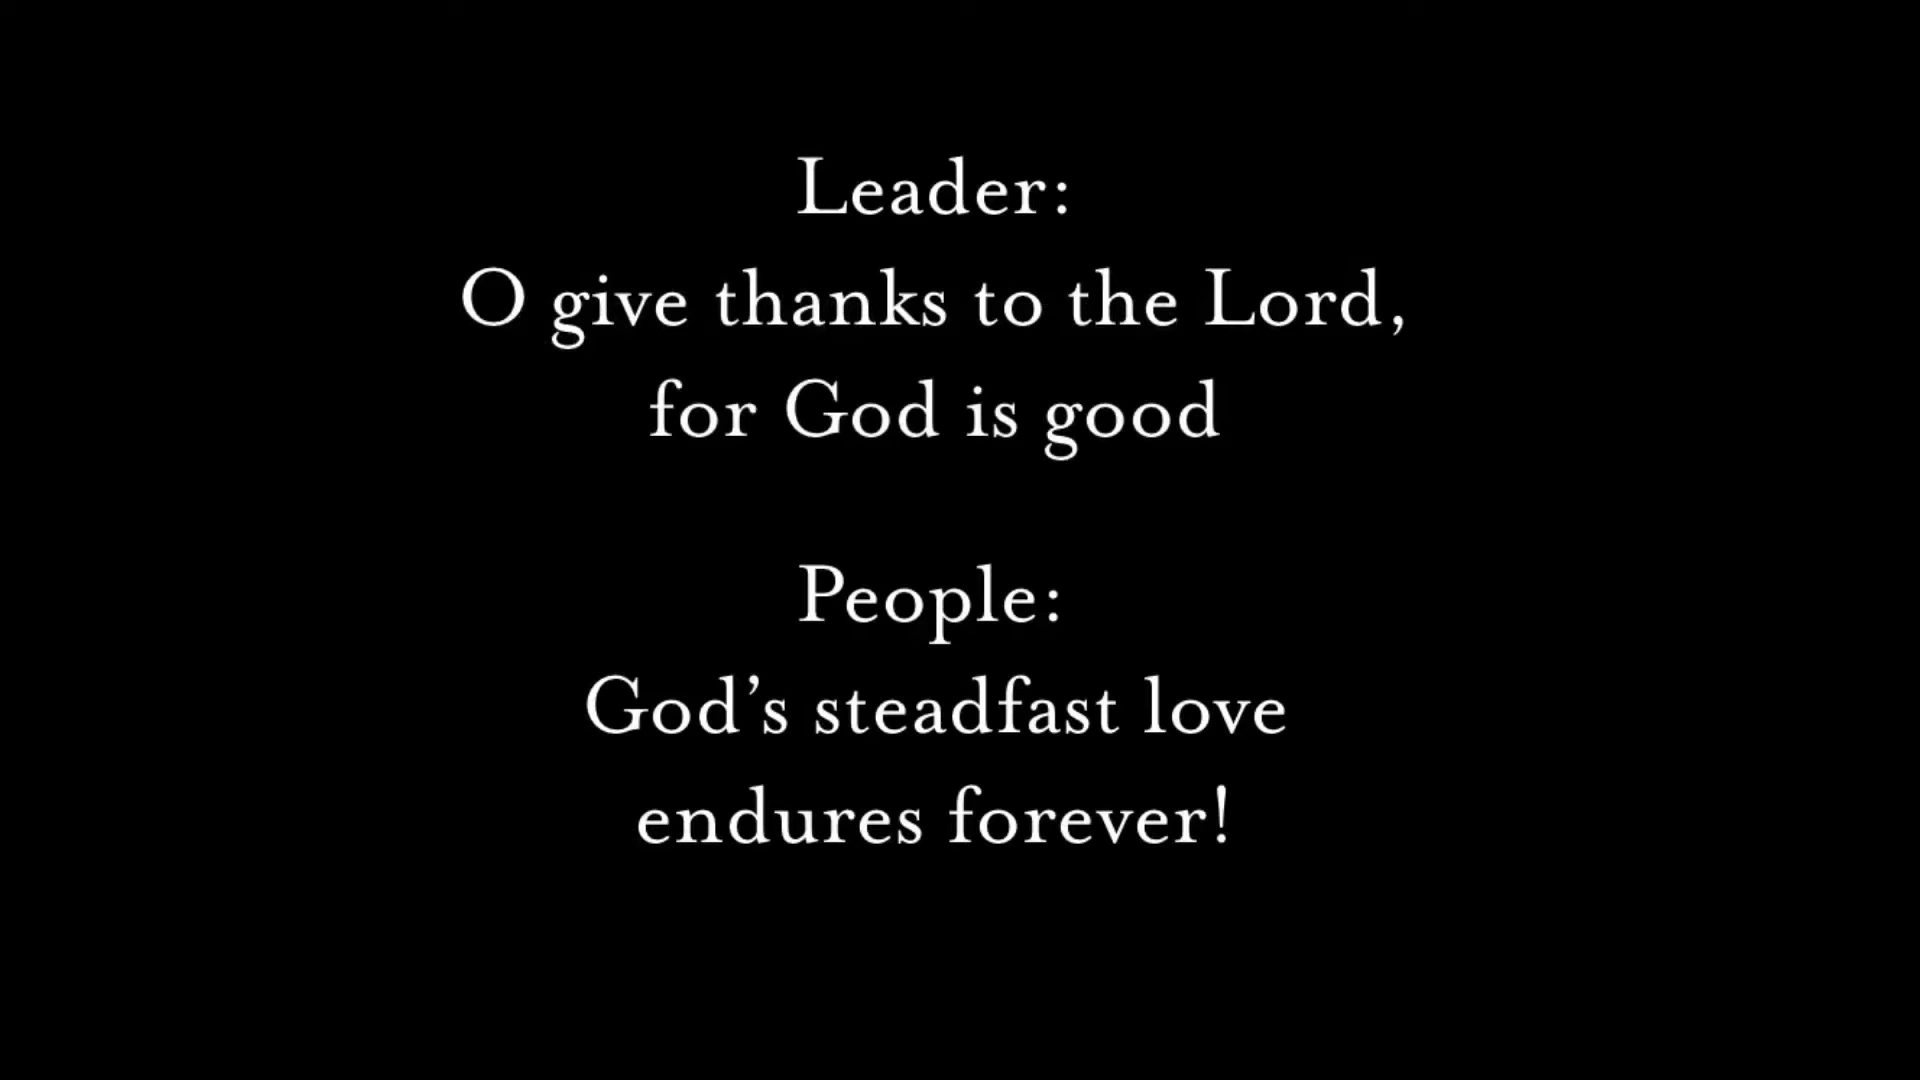 Leader:
O give thanks to the Lord,
for God is good
People:
God’s steadfast love
endures forever!